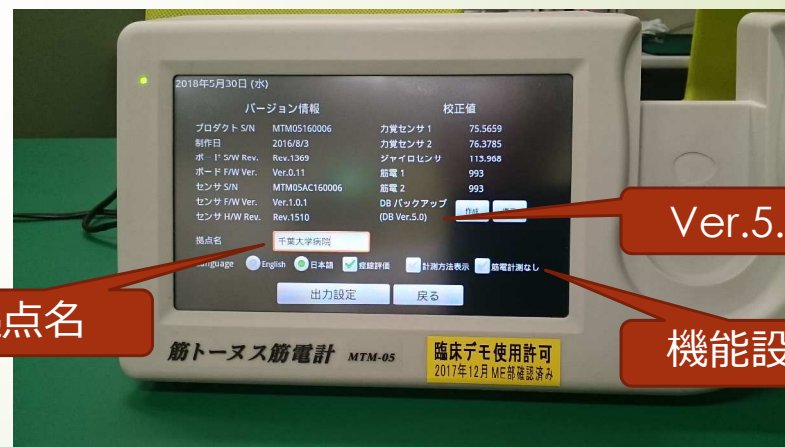 2018年5月30日 (水)
バージョン情報
校正値
プロダクト S/N MTM05160006
力覚センサ 1 75.5659
制作日 2016/8/3
力覚センサ 2 76.3785
ボード S/W Rev. Rev.1369
ジャイロセンサ 113.968
ボード F/W Ver. Ver.0.11
筋電 1 993
センサ S/N MTM05AC160006
筋電 2 993
センサ F/W Ver. Ver.1.0.1
DB バックアップ
センサ H/W Rev. Rev.1510
(DB Ver.5.0)
作成
Ver.5.
拠点名 千葉大学病院
Language English 日本語 痙縮評価 計測方法表示 筋電計測なし
点名
出力設定 戻る
機能設
筋トーヌス筋電計 MTM-05
臨床デモ使用許可
2017年12月 ME部確認済み